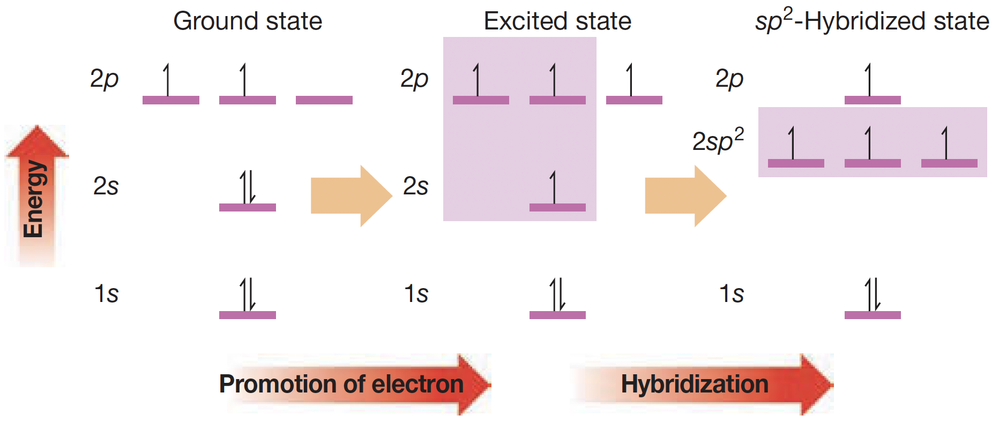 Ground state
Excited state
sp²-Hybridized state
2p
2p
2p
2sp²
Energy
2s
2s
1s
1s
1s
Promotion of electron
Hybridization